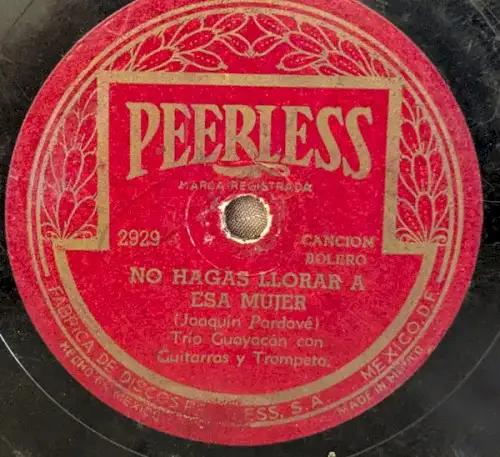 PEERLESS
MARCA REGISTRADA
2929
CANCION
BOLERO
NO HAGAS LLORAR A
ESA MUJER
(Joaquín Pardavé)
Trío Guayacán con
Guitarras y Trompeta.
FABRICA DE DISCOS PEERLESS, S. A. MEXICO, D. F.
HECHO EN MEXICO
MADE IN MEXICO